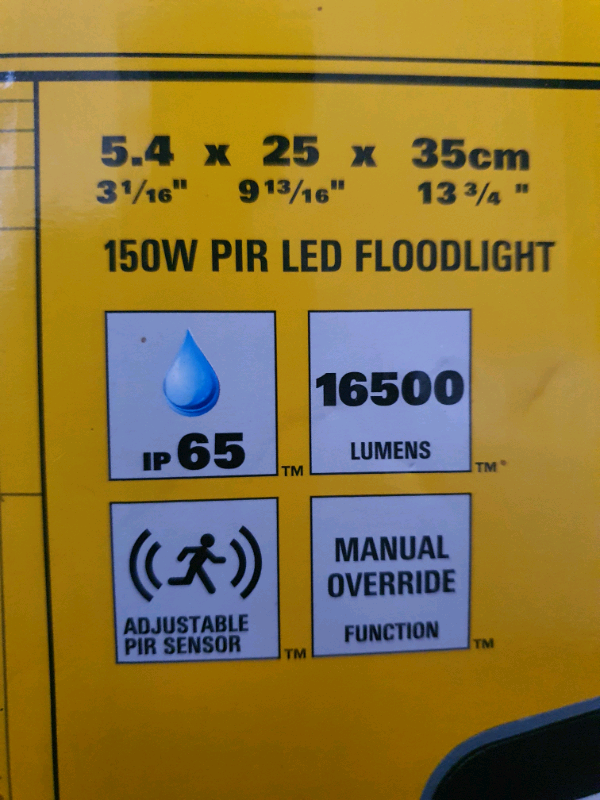 5.4 x 25 x 35cm
3 1/16" 9 13/16" 13 3/4 "
150W PIR LED FLOODLIGHT
IP 65 TM
16500
LUMENS TM
ADJUSTABLE
PIR SENSOR TM
MANUAL
OVERRIDE
FUNCTION TM